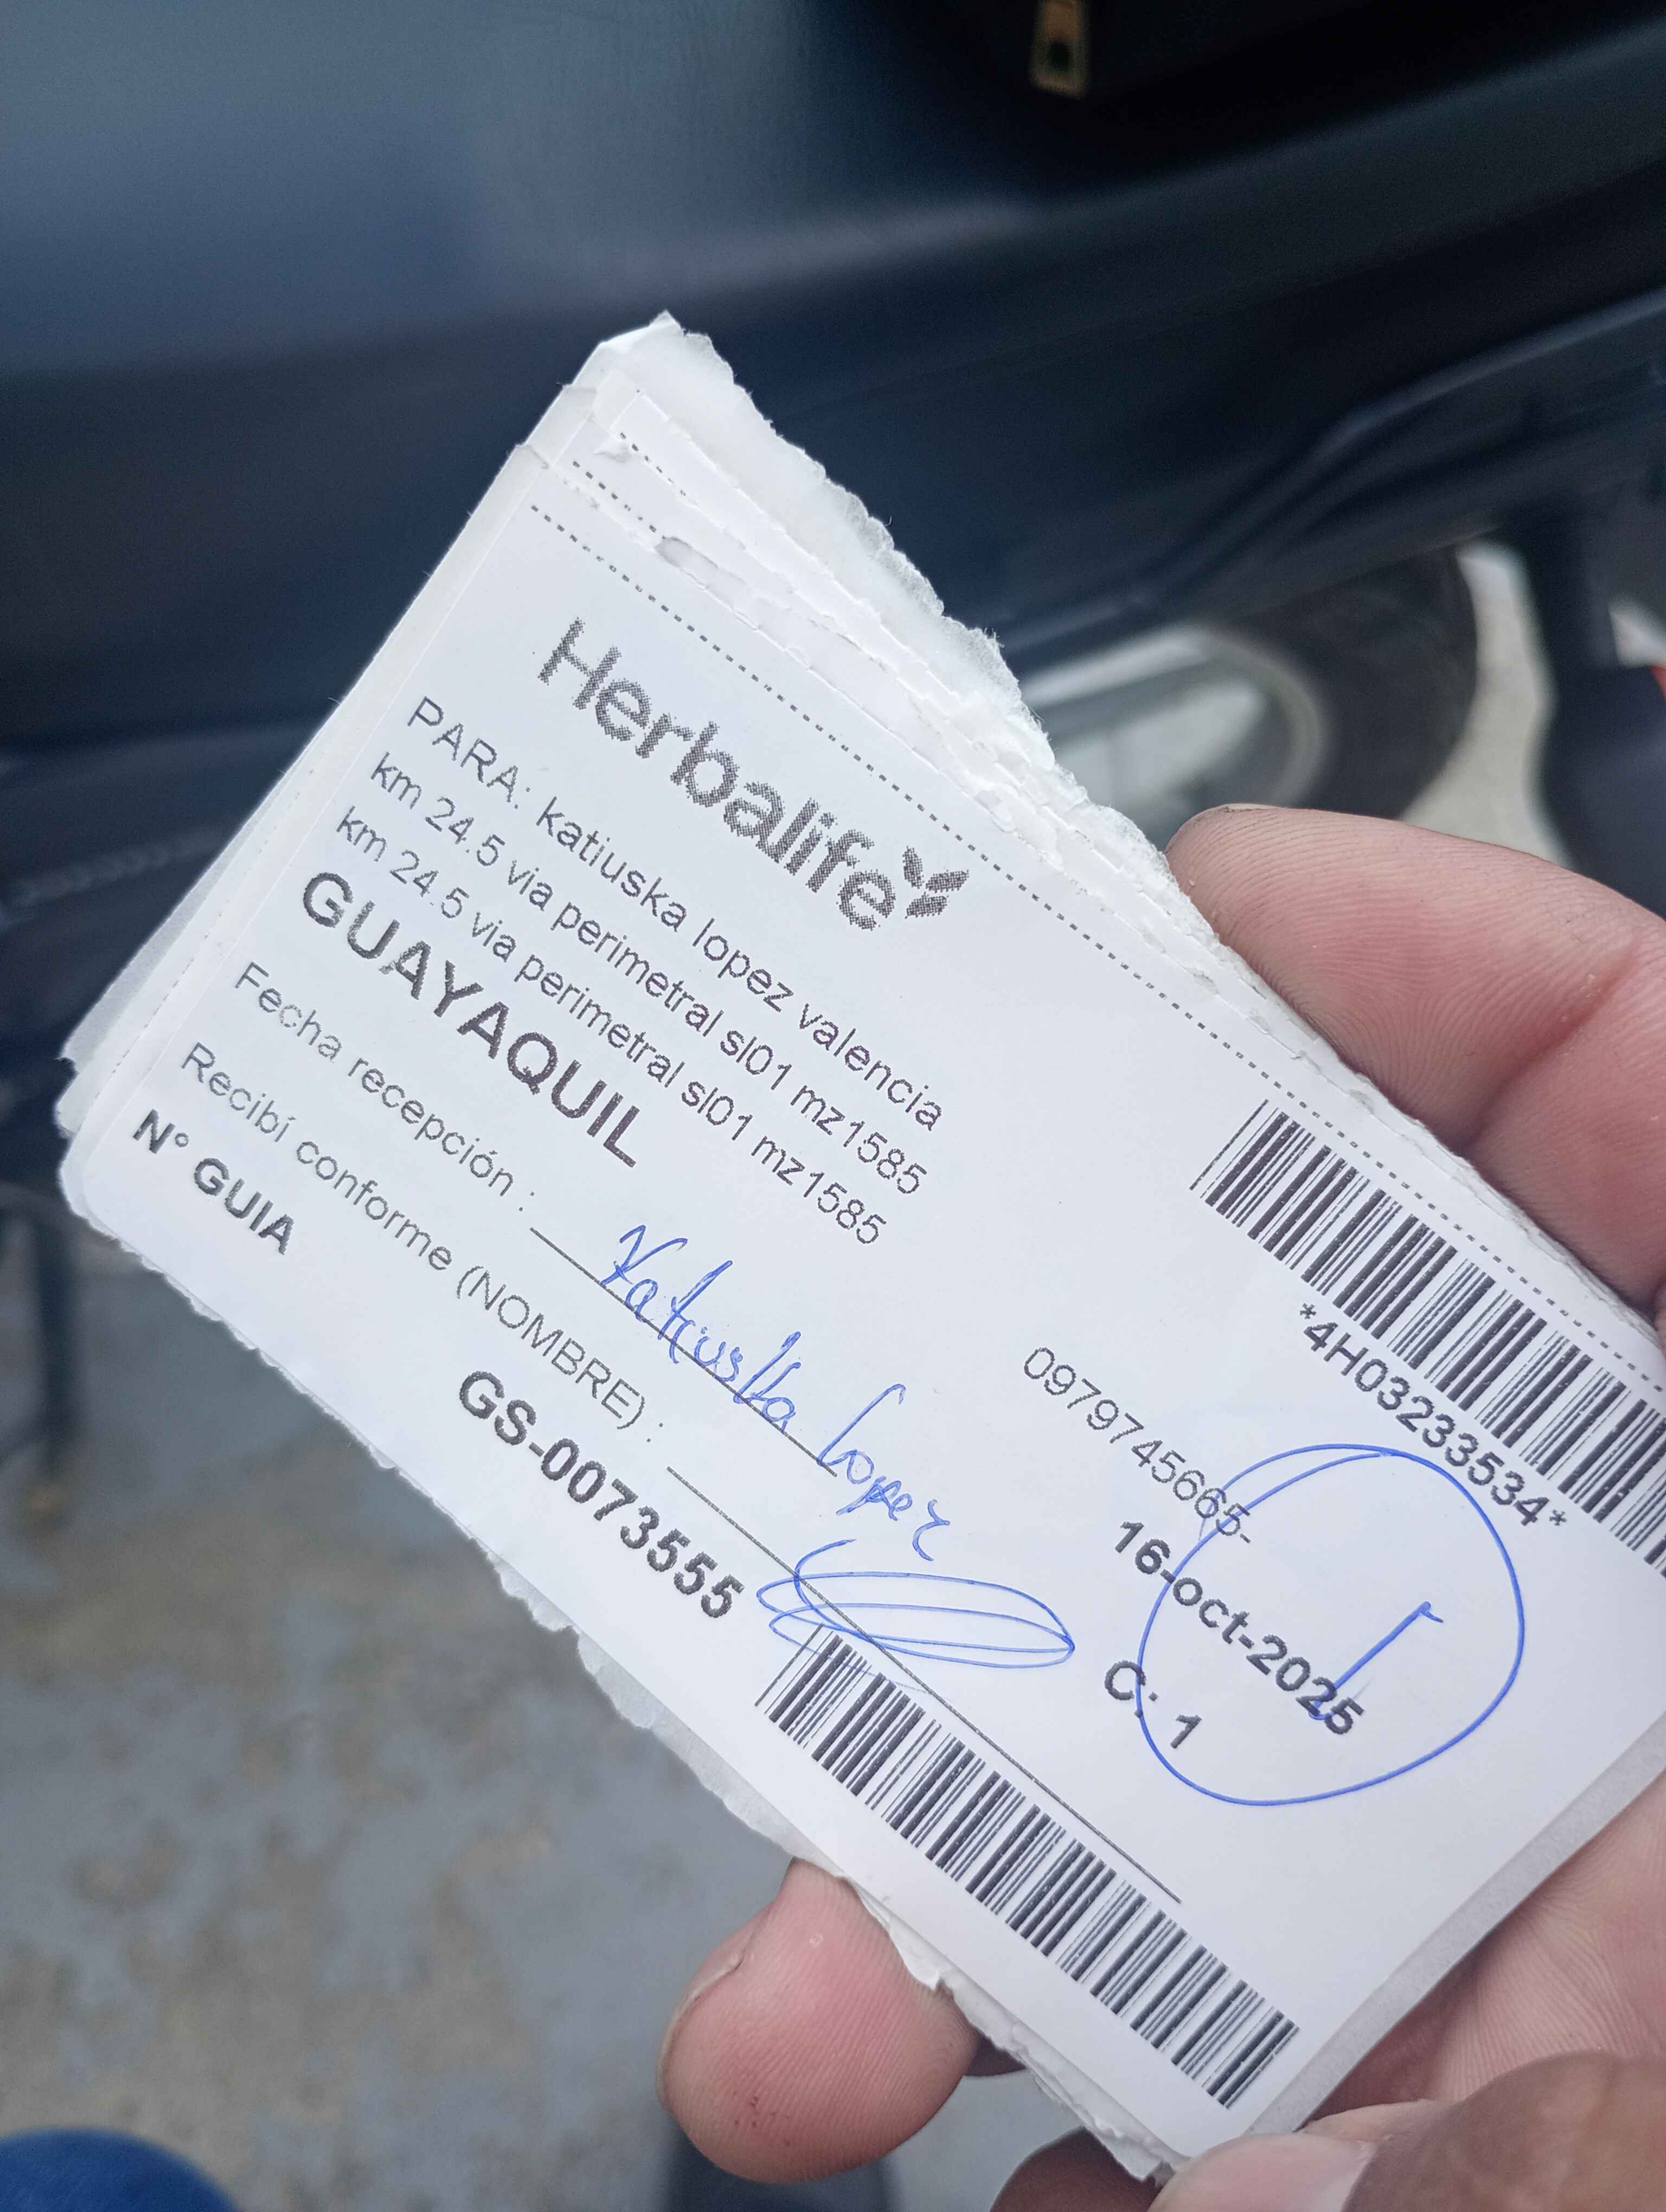 Herbalife
*4H03233534*
PARA: katiuska lopez valencia
km 24.5 via perimetral sl01 mz1585
km 24.5 via perimetral sl01 mz1585
GUAYAQUIL
0979745665-
16-oct-2025
Fecha recepción : Katiuska Lopez
C: 1
Recibí conforme (NOMBRE) :
N° GUIA
GS-0073555